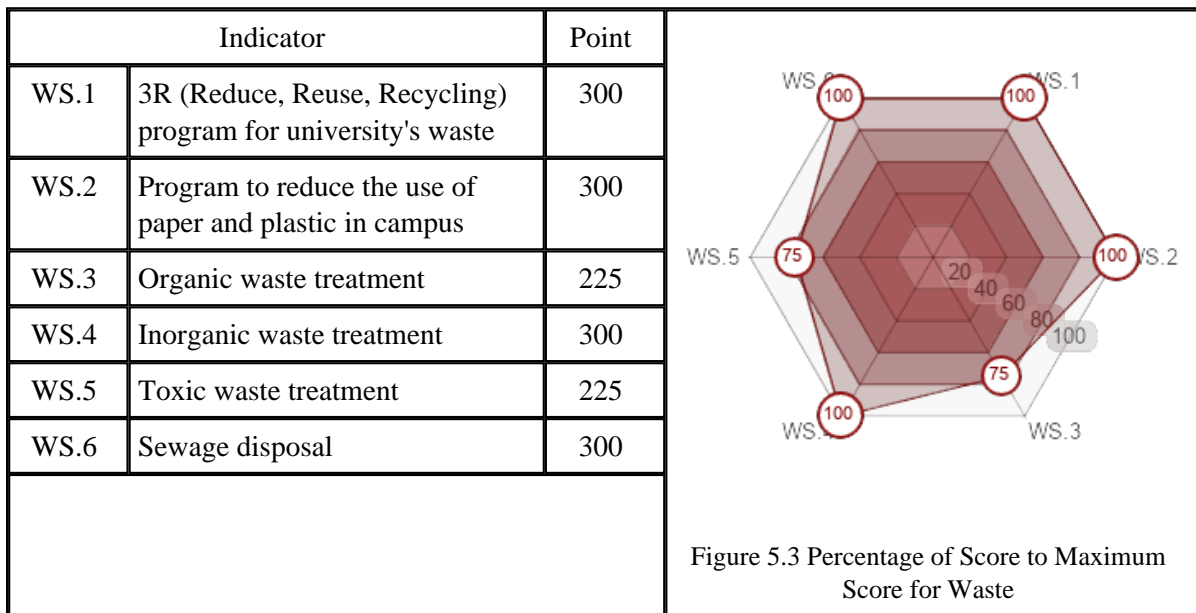 Indicator Point
WS.1 3R (Reduce, Reuse, Recycling) 300
program for university's waste
WS.2 Program to reduce the use of 300
paper and plastic in campus
WS.3 Organic waste treatment 225
WS.4 Inorganic waste treatment 300
WS.5 Toxic waste treatment 225
WS.6 Sewage disposal 300
100 100
WS.5 75 100
20
40
60
80
100
75
100
WS.3
Figure 5.3 Percentage of Score to Maximum
Score for Waste